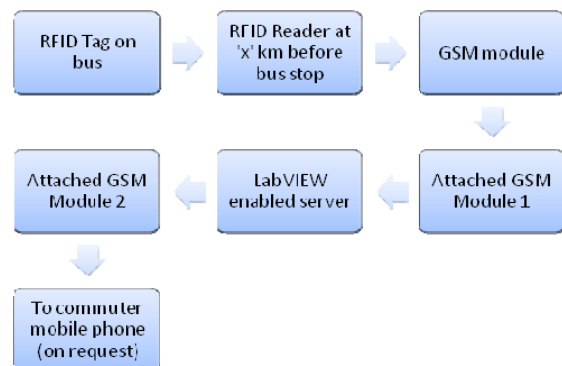 RFID Tag on
bus
RFID Reader at
'x' km before
bus stop
GSM module
Attached GSM
Module 1
LabVIEW
enabled server
Attached GSM
Module 2
To commuter
mobile phone
(on request)